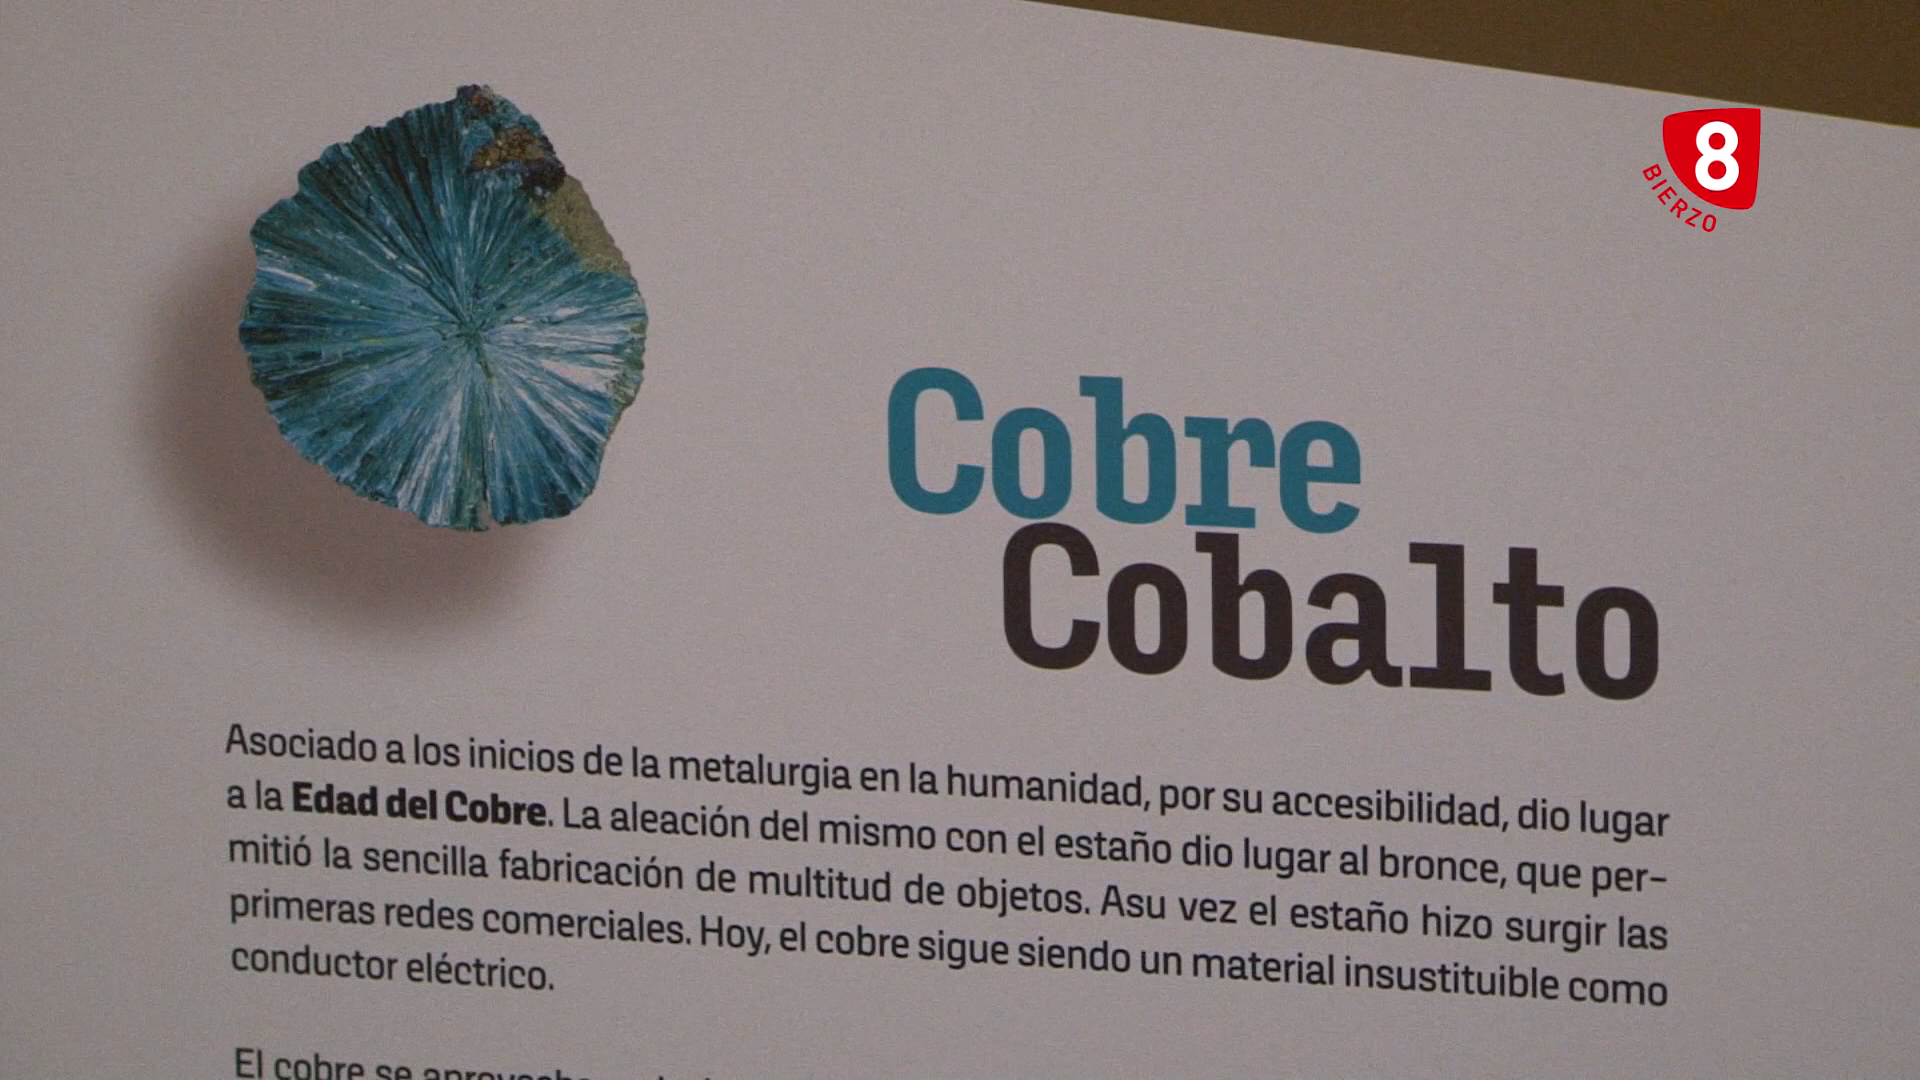 8
BIERZO
Cobre
Cobalto
Asociado a los inicios de la metalurgia en la humanidad, por su accesibilidad, dio lugar
a la Edad del Cobre. La aleación del mismo con el estaño dio lugar al bronce, que per-
mitió la sencilla fabricación de multitud de objetos. Asu vez el estaño hizo surgir las
primeras redes comerciales. Hoy, el cobre sigue siendo un material insustituible como
conductor eléctrico.
El cobre se